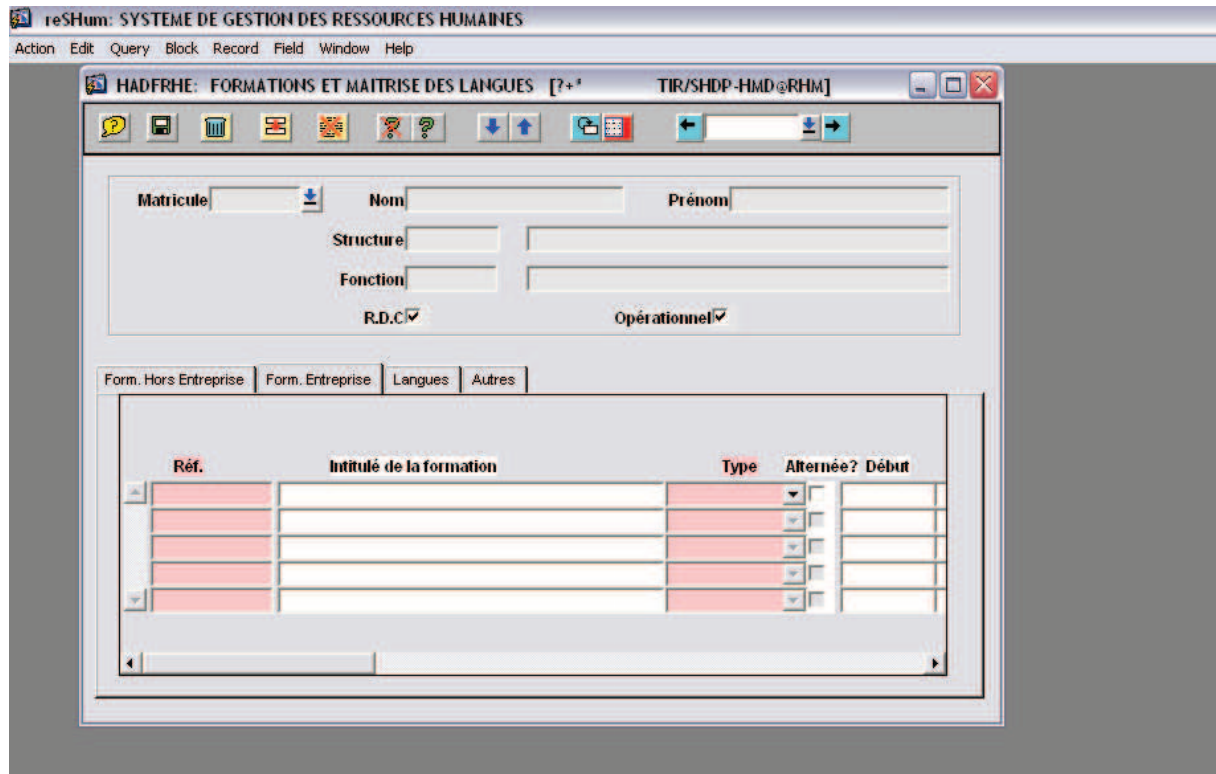 reSHum: SYSTEME DE GESTION DES RESSOURCES HUMAINES
Action Edit Query Block Record Field Window Help
HADFRHE: FORMATIONS ET MAITRISE DES LANGUES [?+* TIR/SHDP-HMD@RHM]
Matricule Nom Prénom
Structure
Fonction
R.D.C Opérationnel
Form. Hors Entreprise Form. Entreprise Langues Autres
Réf. Intitulé de la formation Type Alternée? Début